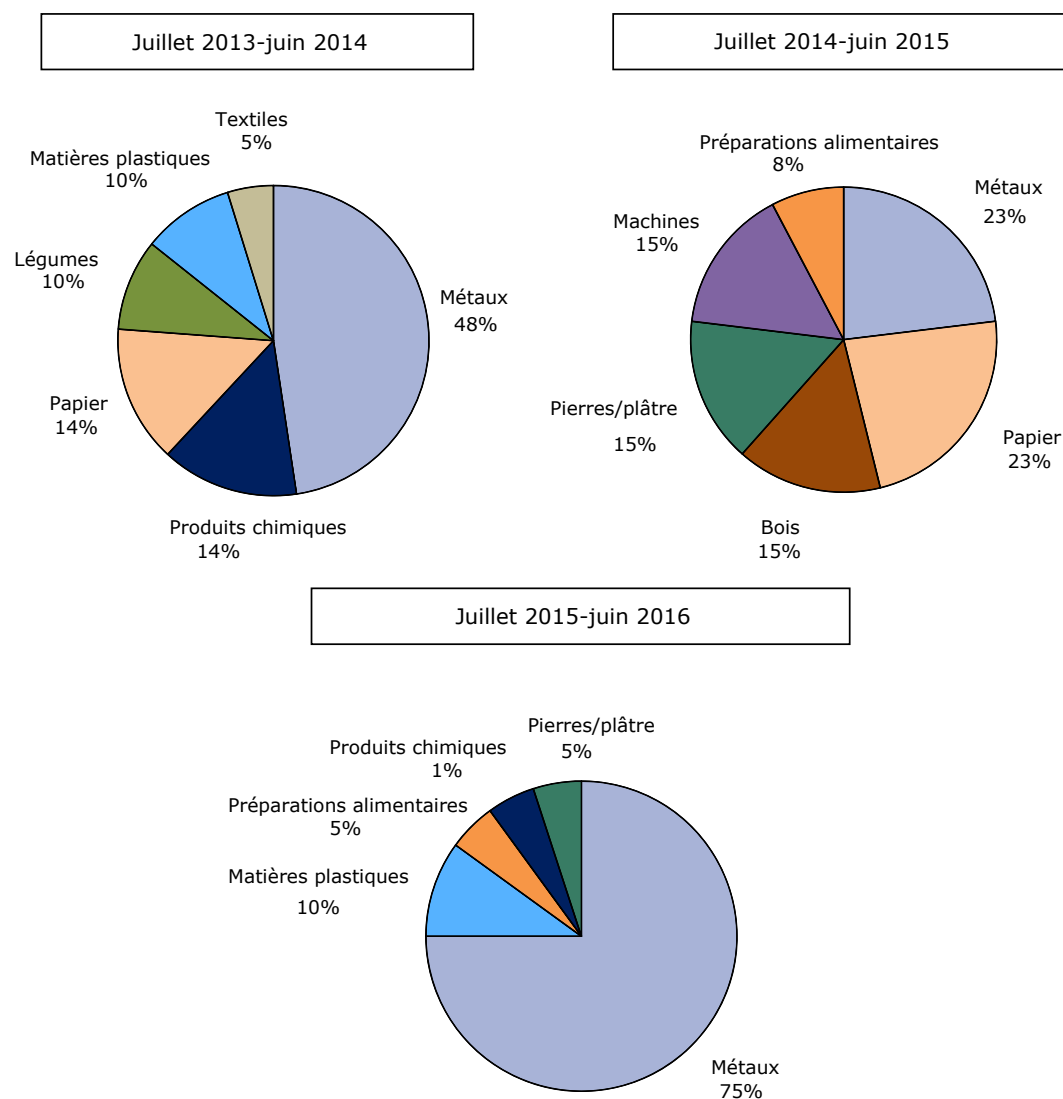 Juillet 2013-juin 2014
Textiles
5%
Matières plastiques
10%
Légumes
10%
Métaux
48%
Papier
14%
Produits chimiques
14%
Juillet 2014-juin 2015
Préparations alimentaires
8%
Métaux
23%
Machines
15%
Pierres/plâtre
15%
Papier
23%
Bois
15%
Juillet 2015-juin 2016
Pierres/plâtre
5%
Produits chimiques
1%
Préparations alimentaires
5%
Matières plastiques
10%
Métaux
75%